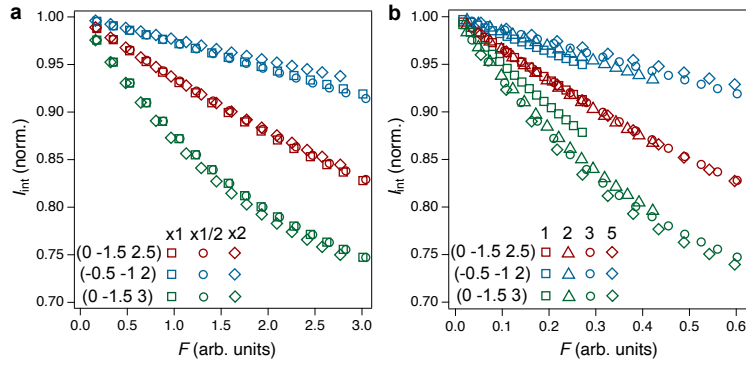 a
1.00
0.95
0.90
0.85
0.80
0.75
0.70
I_int (norm.)
x1 x1/2 x2
(0 -1.5 2.5)
(-0.5 -1 2)
(0 -1.5 3)
0.0 0.5 1.0 1.5 2.0 2.5 3.0
F (arb. units)
b
1.00
0.95
0.90
0.85
0.80
0.75
0.70
I_int (norm.)
1 2 3 5
(0 -1.5 2.5)
(-0.5 -1 2)
(0 -1.5 3)
0.0 0.1 0.2 0.3 0.4 0.5 0.6
F (arb. units)